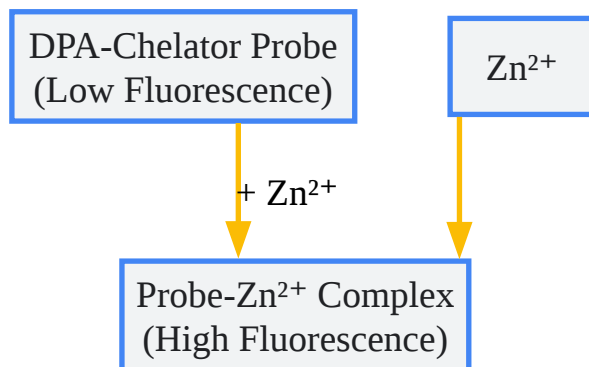 DPA-Chelator Probe
(Low Fluorescence)
Zn²⁺
+ Zn²⁺
Probe-Zn²⁺ Complex
(High Fluorescence)